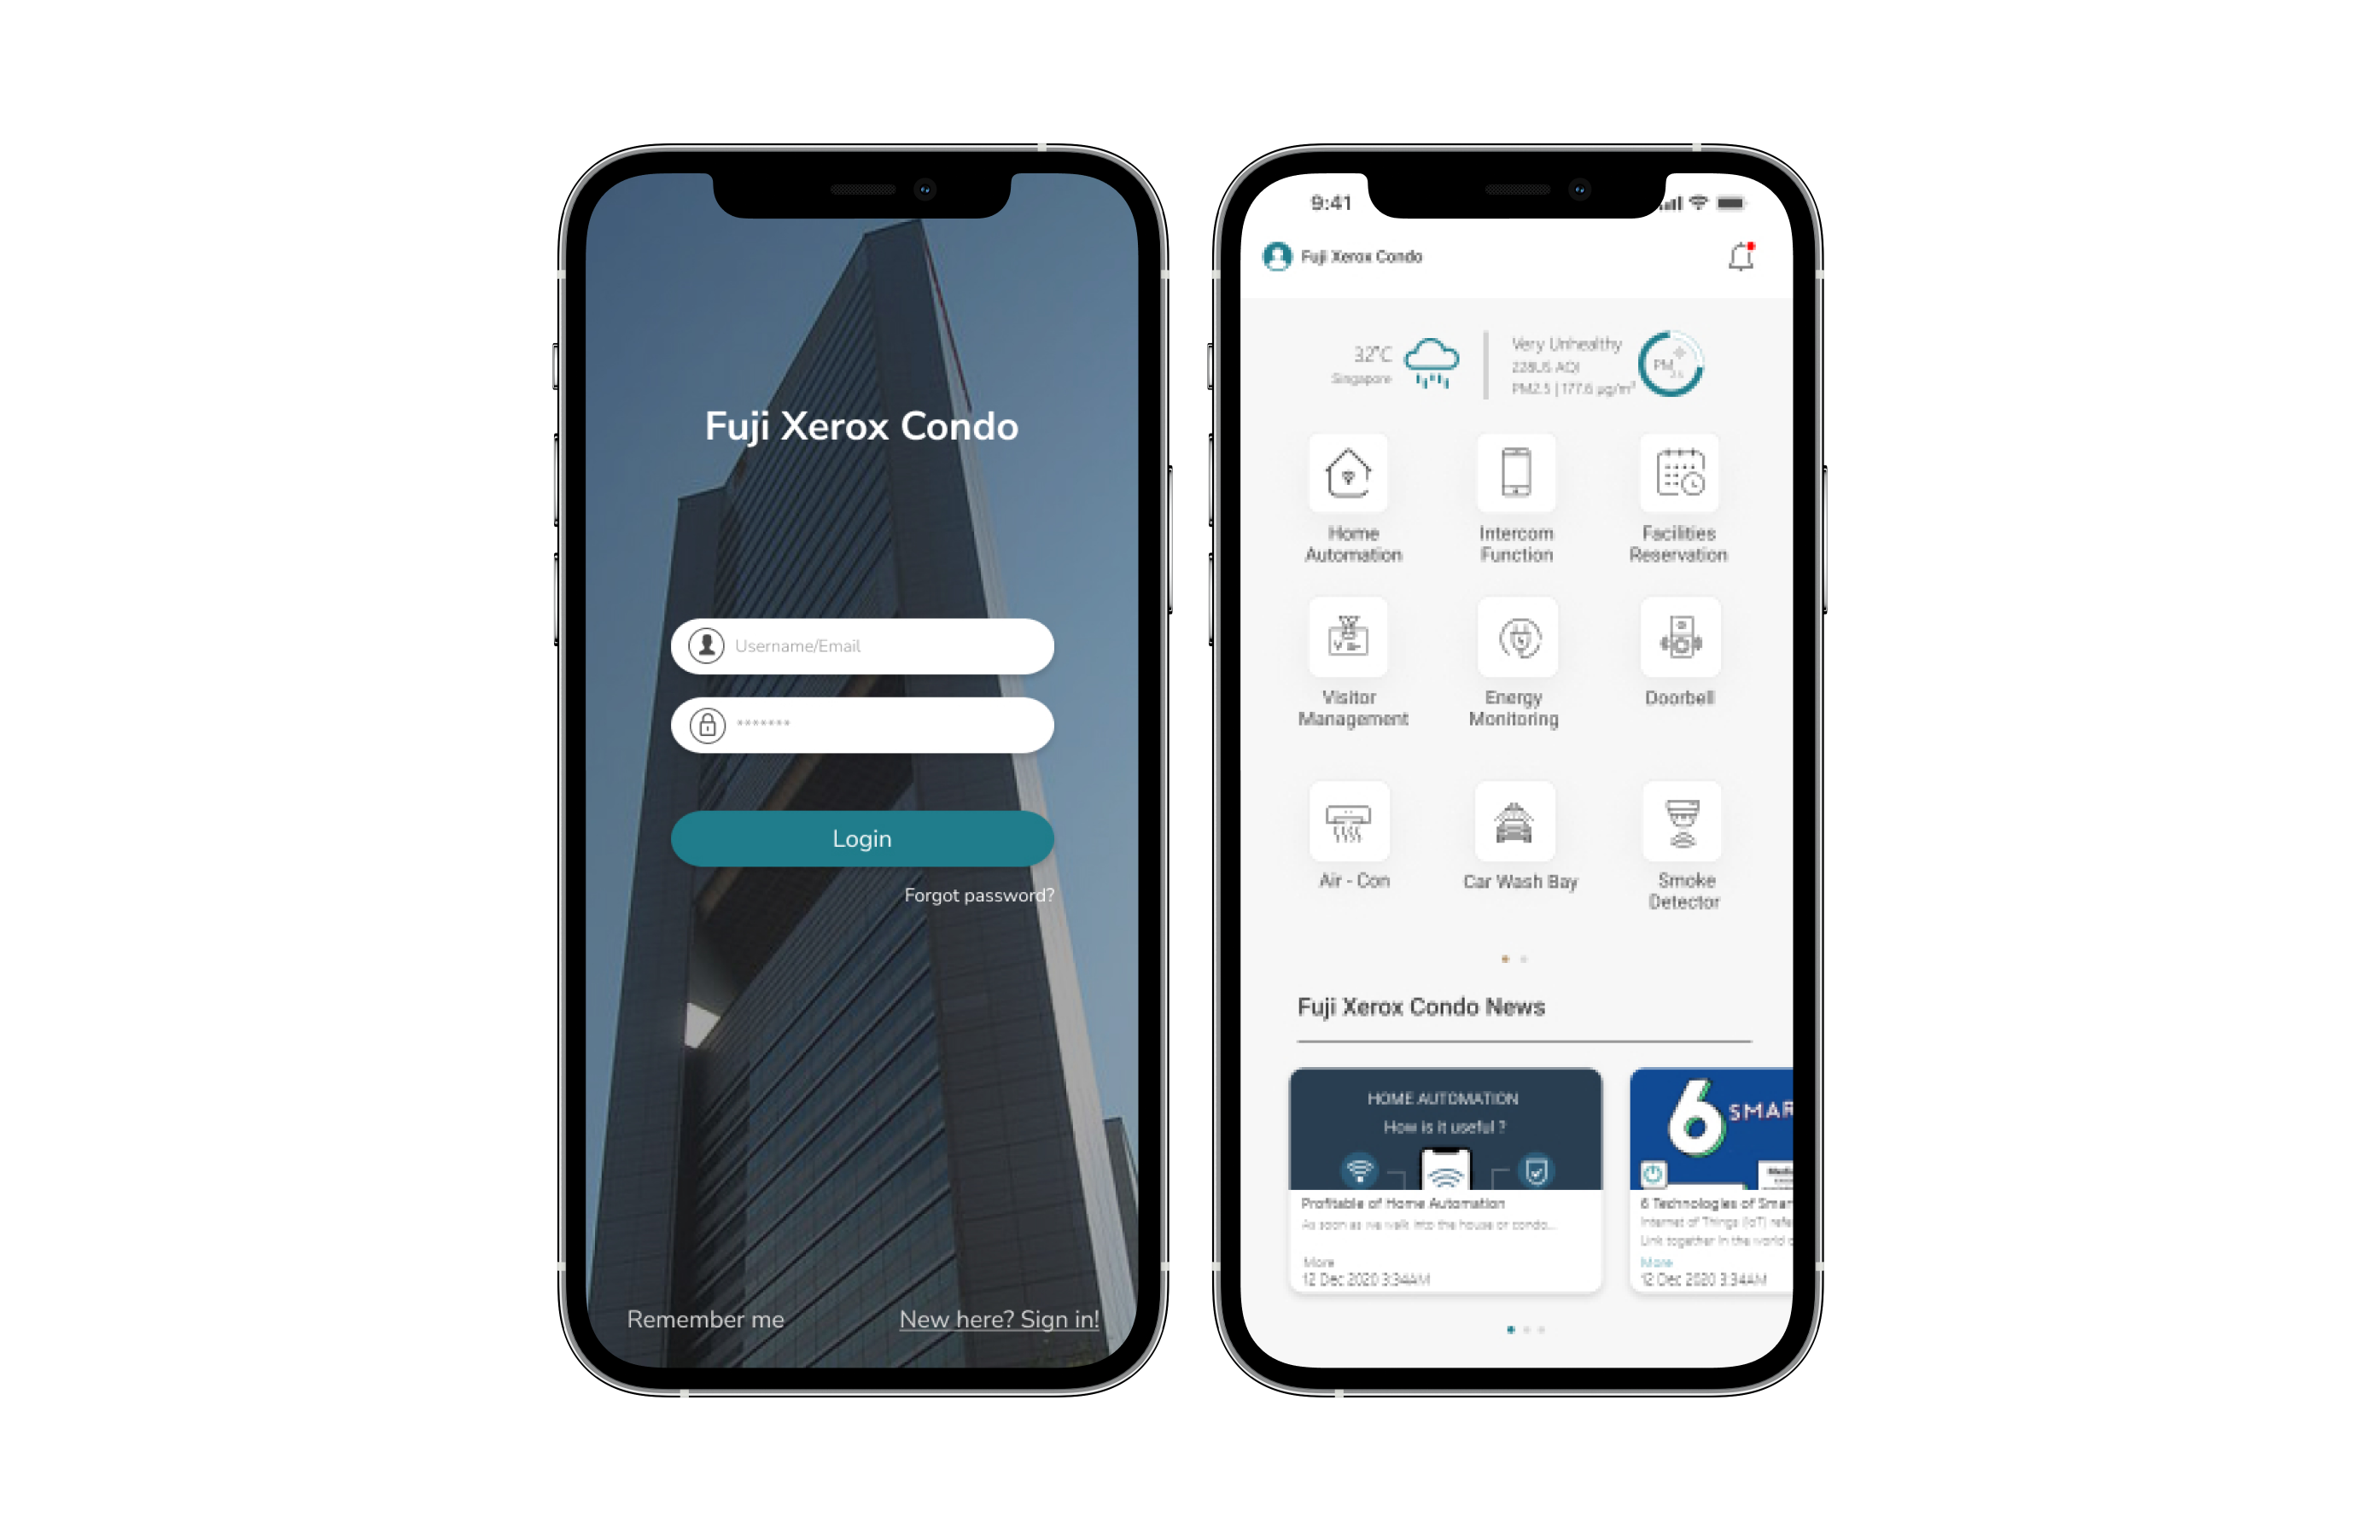 Fuji Xerox Condo
Username/Email
*******
Login
Forgot password?
Remember me
New here? Sign in!
9:41
Fuji Xerox Condo
32°C
Singapore
Very Unhealthy
228US AQI
PM2.5 | 177.6 µg/m³
PM
2.5
Home
Automation
Intercom
Function
Facilities
Reservation
Visitor
Management
Energy
Monitoring
Doorbell
Air - Con
Car Wash Bay
Smoke
Detector
Fuji Xerox Condo News
HOME AUTOMATION
How is it useful ?
Profitable of Home Automation
As soon as we walk into the house or condo...
More
12 Dec 2020 3:34AM
6
SMAR
6 Technologies of Smar
Internet of Things (IoT) refe
Link together in the world o
More
12 Dec 2020 3:34AM